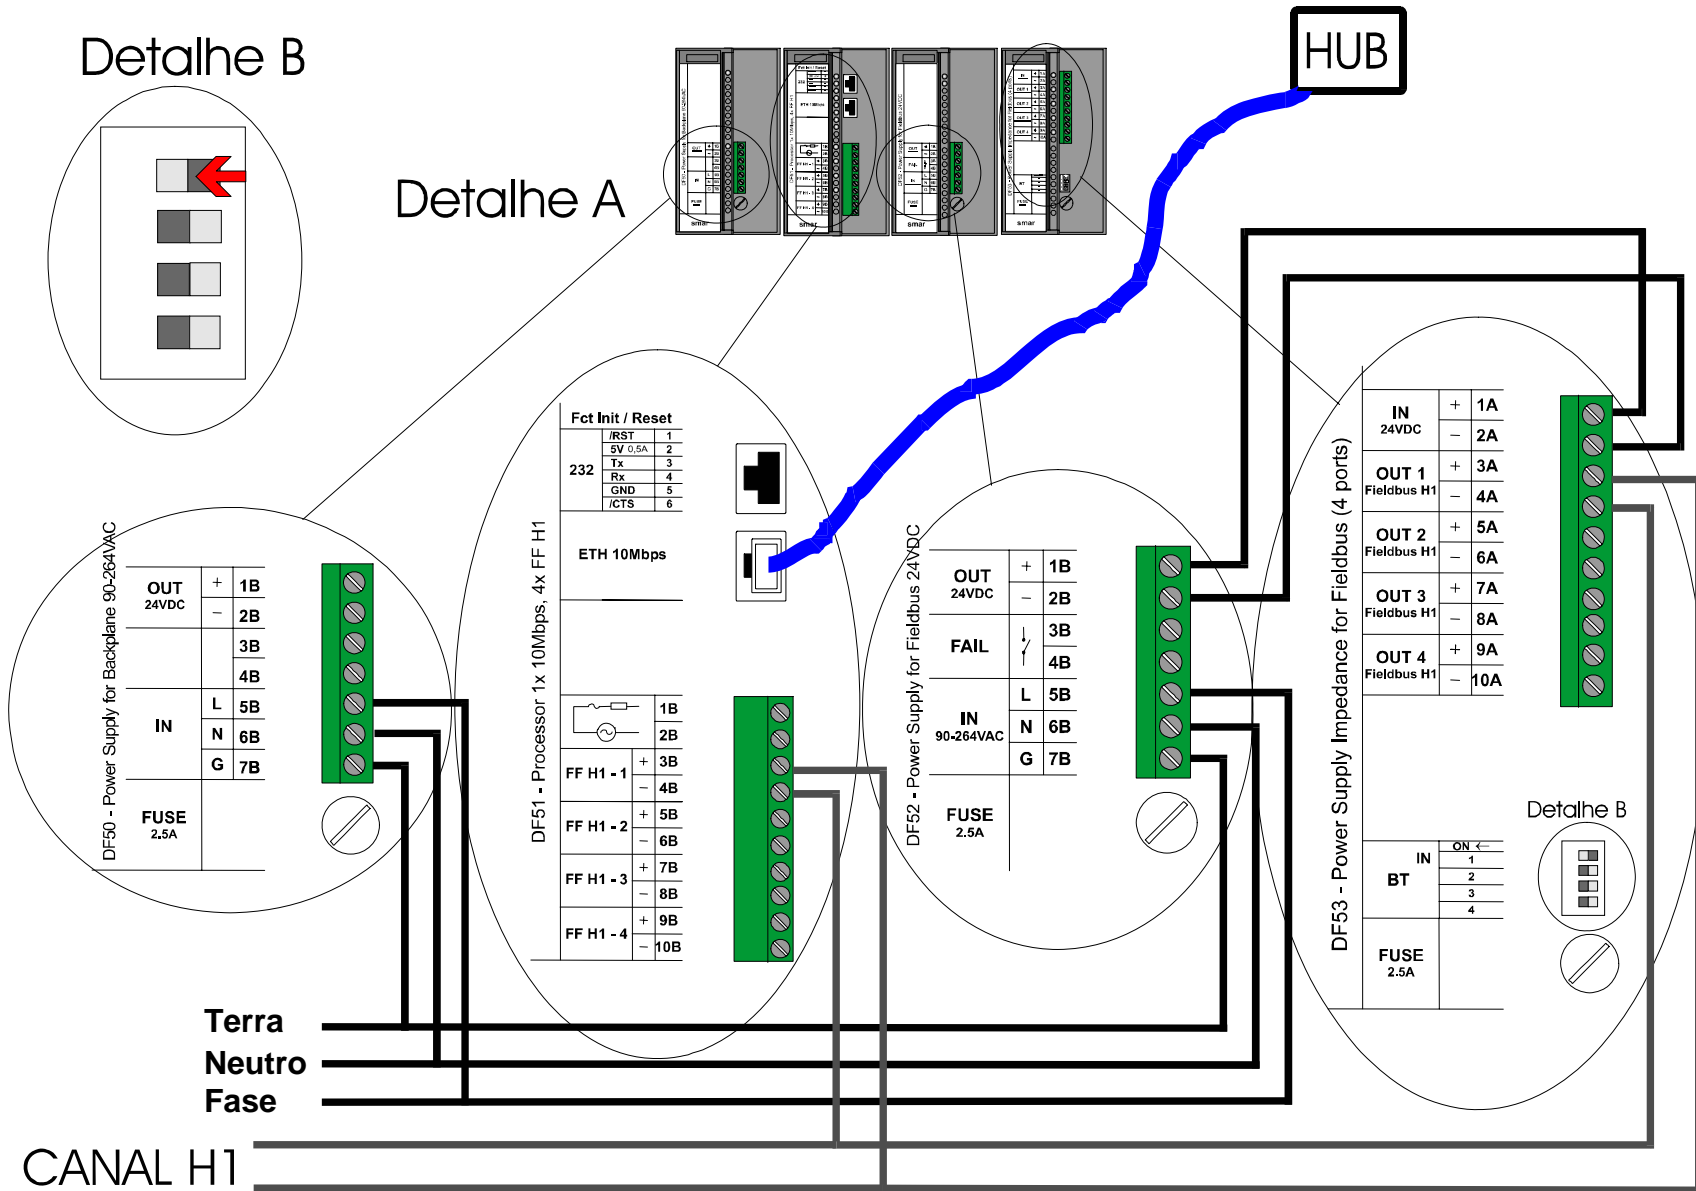 Detalhe B
HUB
Detalhe A
smar
smar
smar
smar
DF50 - Power Supply for Backplane 90-264VAC
OUT + 1B
24VDC − 2B
3B
4B
L 5B
IN N 6B
G 7B
FUSE
2.5A
DF51 - Processor 1x 10Mbps, 4x FF H1
Fct Init / Reset
/RST 1
5V 0,5A 2
232 Tx 3
Rx 4
GND 5
/CTS 6
ETH 10Mbps
1B
2B
FF H1 - 1 + 3B
− 4B
FF H1 - 2 + 5B
− 6B
FF H1 - 3 + 7B
− 8B
FF H1 - 4 + 9B
− 10B
DF52 - Power Supply for Fieldbus 24VDC
OUT + 1B
24VDC − 2B
FAIL 3B
4B
L 5B
IN N 6B
90-264VAC
G 7B
FUSE
2.5A
DF53 - Power Supply Impedance for Fieldbus (4 ports)
IN + 1A
24VDC − 2A
OUT 1 + 3A
Fieldbus H1 − 4A
OUT 2 + 5A
Fieldbus H1 − 6A
OUT 3 + 7A
Fieldbus H1 − 8A
OUT 4 + 9A
Fieldbus H1 − 10A
Detalhe B
ON ←
IN 1
BT 2
3
4
FUSE
2.5A
Terra
Neutro
Fase
CANAL H1